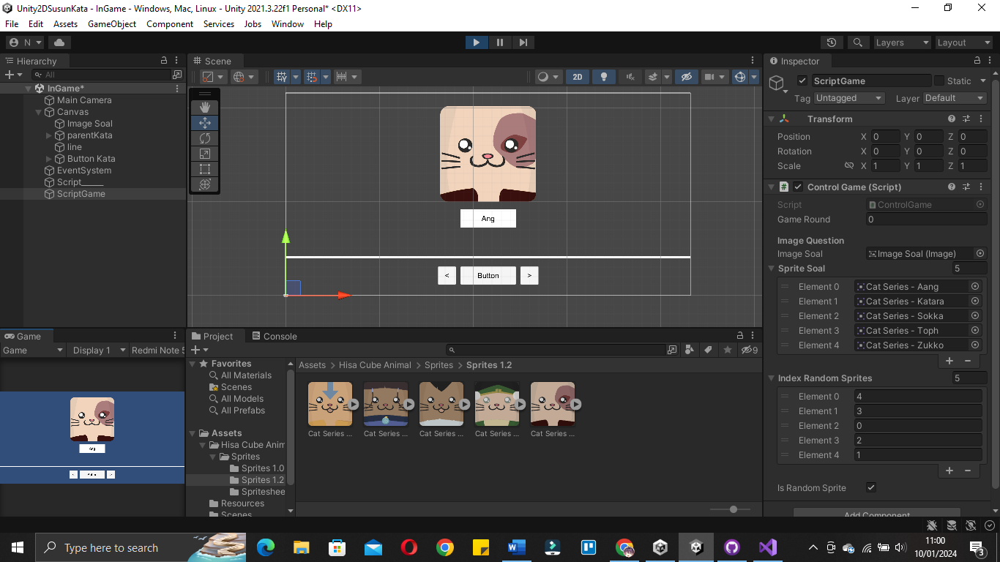 Unity2DSusunKata - InGame - Windows, Mac, Linux - Unity 2021.3.22f1 Personal* <DX11>
File Edit Assets GameObject Component Services Jobs Window Help
N Layers Layout
Hierarchy
All
InGame*
Main Camera
Canvas
Image Soal
parentKata
line
Button Kata
EventSystem
Script_____
ScriptGame
Scene
2D
Ang
< Button >
Inspector
ScriptGame Static
Tag Untagged Layer Default
Transform
Position X 0 Y 0 Z 0
Rotation X 0 Y 0 Z 0
Scale X 1 Y 1 Z 1
Control Game (Script)
Script ControlGame
Game Round 0
Image Question
Image Soal Image Soal (Image)
Sprite Soal 5
Element 0 Cat Series - Aang
Element 1 Cat Series - Katara
Element 2 Cat Series - Sokka
Element 3 Cat Series - Toph
Element 4 Cat Series - Zukko
+ -
Index Random Sprites 5
Element 0 4
Element 1 3
Element 2 0
Element 3 2
Element 4 1
+ -
Is Random Sprite
Add Component
Game
Game Display 1 Redmi Note 5
Ang
< >
Project Console
9
Favorites
All Materials
Scenes
All Models
All Prefabs
Assets
Hisa Cube Anim
Sprites
Sprites 1.0
Sprites 1.2
Spriteshee
Resources
Scenes
Assets > Hisa Cube Animal > Sprites > Sprites 1.2
Cat Series ... Cat Series ... Cat Series ... Cat Series ... Cat Series ...
Type here to search
11:00
10/01/2024
3